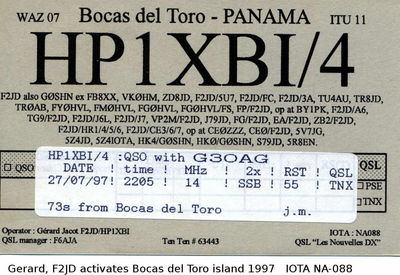 WAZ 07 Bocas del Toro - PANAMA ITU 11
HP1XBI/4
F2JD also GØSHN ex FB8XX, VKØHM, ZD8JD, F2JD/5U7, F2JD/FC, F2JD/3A, TU4AU, TR8JD,
TRØAB, FYØHVL, FMØHVL, FGØHVL, FGØHVL/FS, FP/F2JD, op at BY1PK, F2JD/A6,
TG9/F2JD, F2JD/J6L, F2JD/J7, VP2M/F2JD, J79JD, FG/F2JD, EA/F2JD, ZB2/F2JD,
F2JD/HR1/4/5/6, F2JD/CE3/6/7, op at CEØZZZ, CEØ/F2JD, 5V7JG,
5Z4JD, 5Z4IOTA, HK4/GØSHN, HKØ/GØSHN, S79JD, 5R8EN.
QSO
QSL
HP1XBI/4 :QSO with G3OAG
DATE ! time ! MHz ! 2x ! RST ! QSL
27/07/97! 2205 ! 14 ! SSB ! 55 ! TNX
73s from Bocas del Toro j.m.
PSE
TNX
Operator : Gérard Jacot F2JD/HP1XBI IOTA : NA088
QSL manager : F6AJA Ten Ten # 63443 QSL "Les Nouvelles DX"
Gerard, F2JD activates Bocas del Toro island 1997 IOTA NA-088